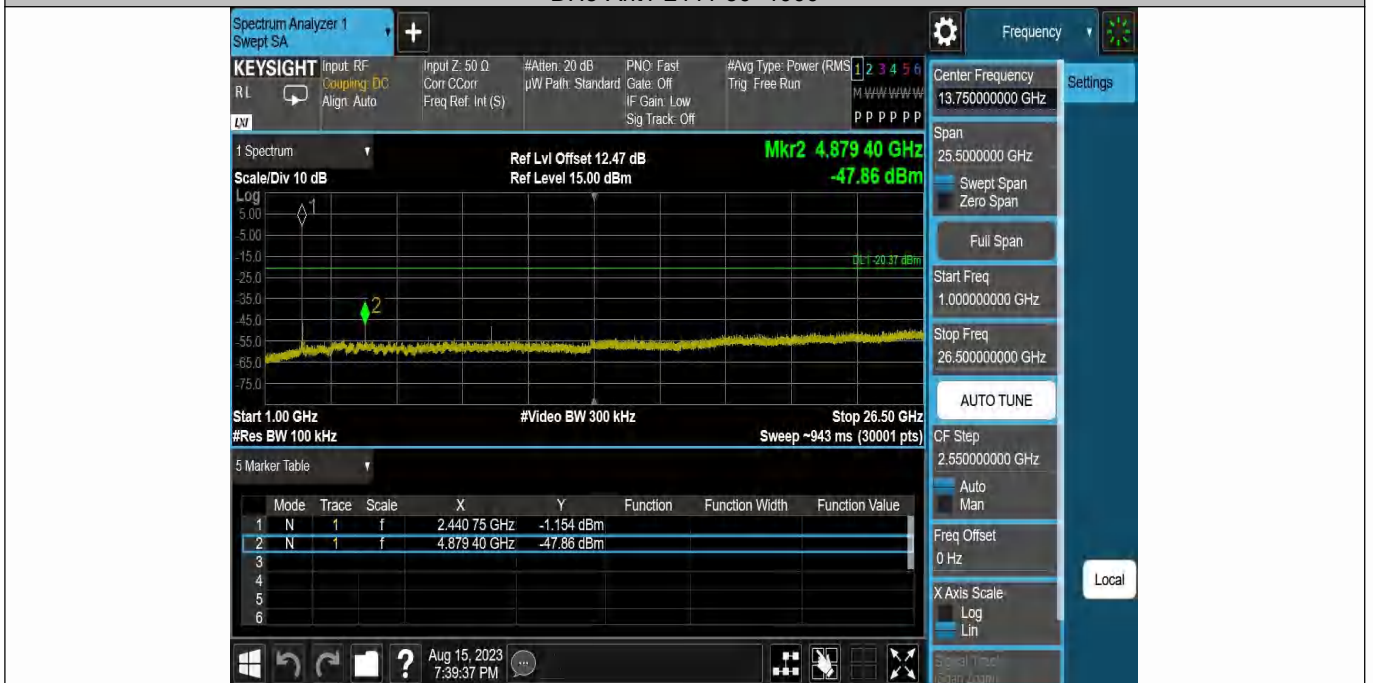 Spectrum Analyzer 1
Swept SA
+
Frequency
KEYSIGHT
RL
LXI
Input: RF
Coupling: DC
Align: Auto
Input Z: 50 Ω
Corr CCorr
Freq Ref: Int (S)
#Atten: 20 dB
µW Path: Standard
PNO: Fast
Gate: Off
IF Gain: Low
Sig Track: Off
#Avg Type: Power (RMS
Trig: Free Run
1 2 3 4 5 6
M W W W W W
P P P P P P
1 Spectrum
Scale/Div 10 dB
Log
Ref Lvl Offset 12.47 dB
Ref Level 15.00 dBm
Mkr2 4.879 40 GHz
-47.86 dBm
5.00
-5.00
-15.0
-25.0
-35.0
-45.0
-55.0
-65.0
-75.0
1
2
DL1 -20.37 dBm
Start 1.00 GHz
#Video BW 300 kHz
Stop 26.50 GHz
#Res BW 100 kHz
Sweep ~943 ms (30001 pts)
5 Marker Table
Mode Trace Scale X Y Function Function Width Function Value
1 N 1 f 2.440 75 GHz -1.154 dBm
2 N 1 f 4.879 40 GHz -47.86 dBm
3
4
5
6
?
Aug 15, 2023
7:39:37 PM
Center Frequency
13.750000000 GHz
Settings
Span
25.5000000 GHz
Swept Span
Zero Span
Full Span
Start Freq
1.000000000 GHz
Stop Freq
26.500000000 GHz
AUTO TUNE
CF Step
2.550000000 GHz
Auto
Man
Freq Offset
0 Hz
X Axis Scale
Log
Lin
Local
Signal Track
(Span Zoom)